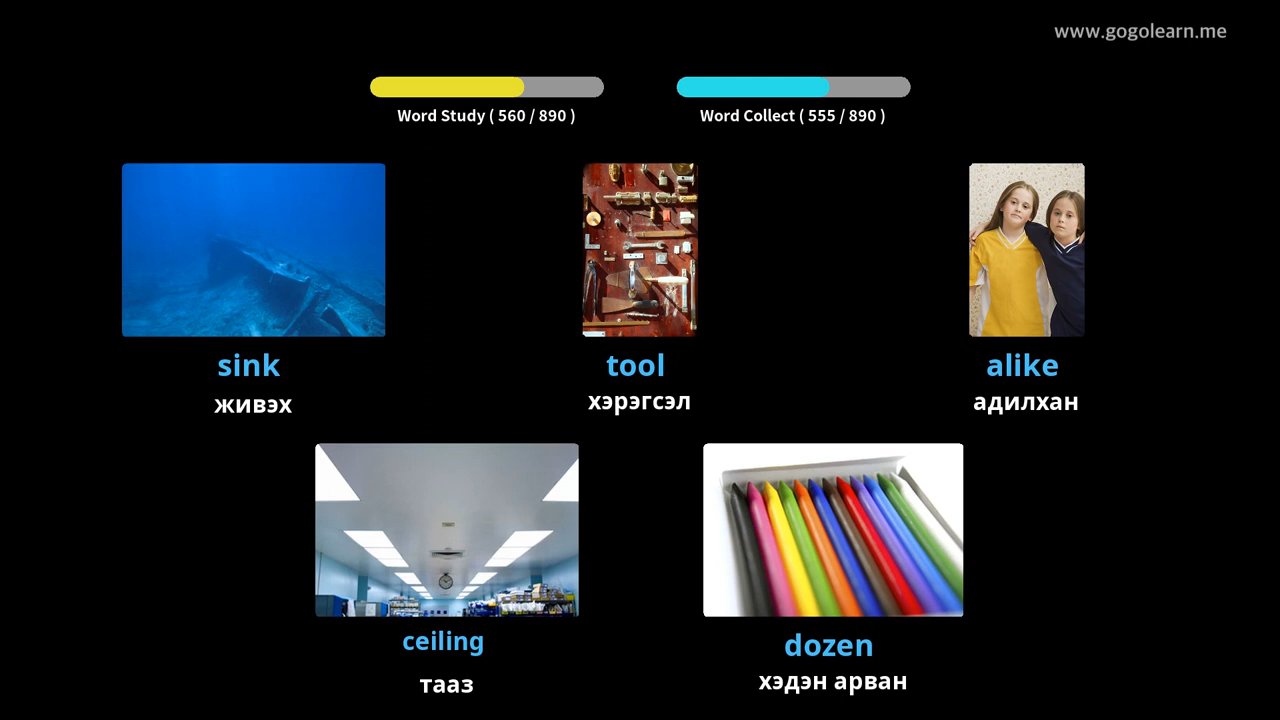 www.gogolearn.me
Word Study ( 560 / 890 )
Word Collect ( 555 / 890 )
sink
живэх
tool
хэрэгсэл
alike
адилхан
ceiling
тааз
dozen
хэдэн арван